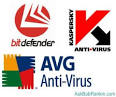 bitdefender
KASPERSKY
ANTI-VIRUS
AVG
Anti-Virus
AskBobRankin.com